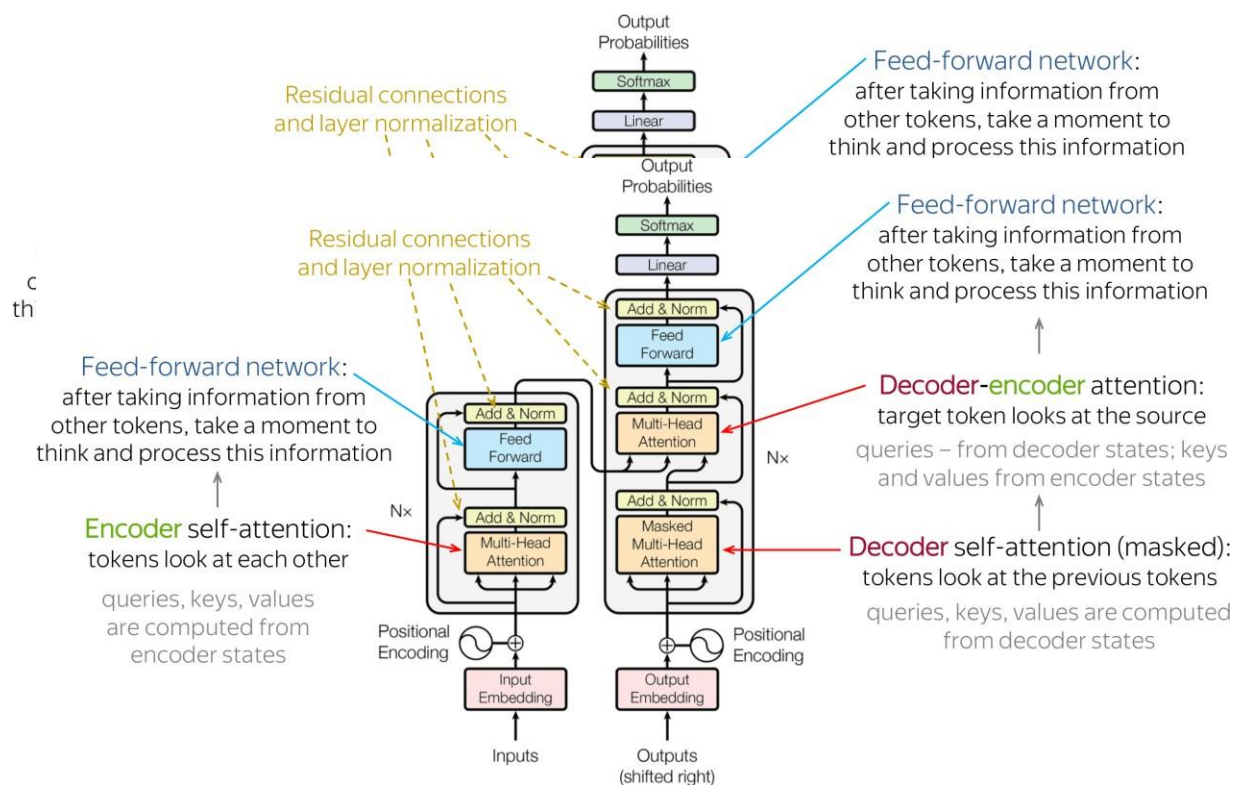 Output
Probabilities
Softmax
Linear
Residual connections
and layer normalization
Feed-forward network:
after taking information from
other tokens, take a moment to
think and process this information
Output
Probabilities
Softmax
Linear
Residual connections
and layer normalization
Feed-forward network:
after taking information from
other tokens, take a moment to
think and process this information
Add & Norm
Feed
Forward
Add & Norm
Multi-Head
Attention
Nx
Add & Norm
Masked
Multi-Head
Attention
Decoder-encoder attention:
target token looks at the source
queries – from decoder states; keys
and values from encoder states
Decoder self-attention (masked):
tokens look at the previous tokens
queries, keys, values are computed
from decoder states
Feed-forward network:
after taking information from
other tokens, take a moment to
think and process this information
Encoder self-attention:
tokens look at each other
queries, keys, values
are computed from
encoder states
Add & Norm
Feed
Forward
Nx
Add & Norm
Multi-Head
Attention
Positional
Encoding
Positional
Encoding
Input
Embedding
Output
Embedding
Inputs
Outputs
(shifted right)